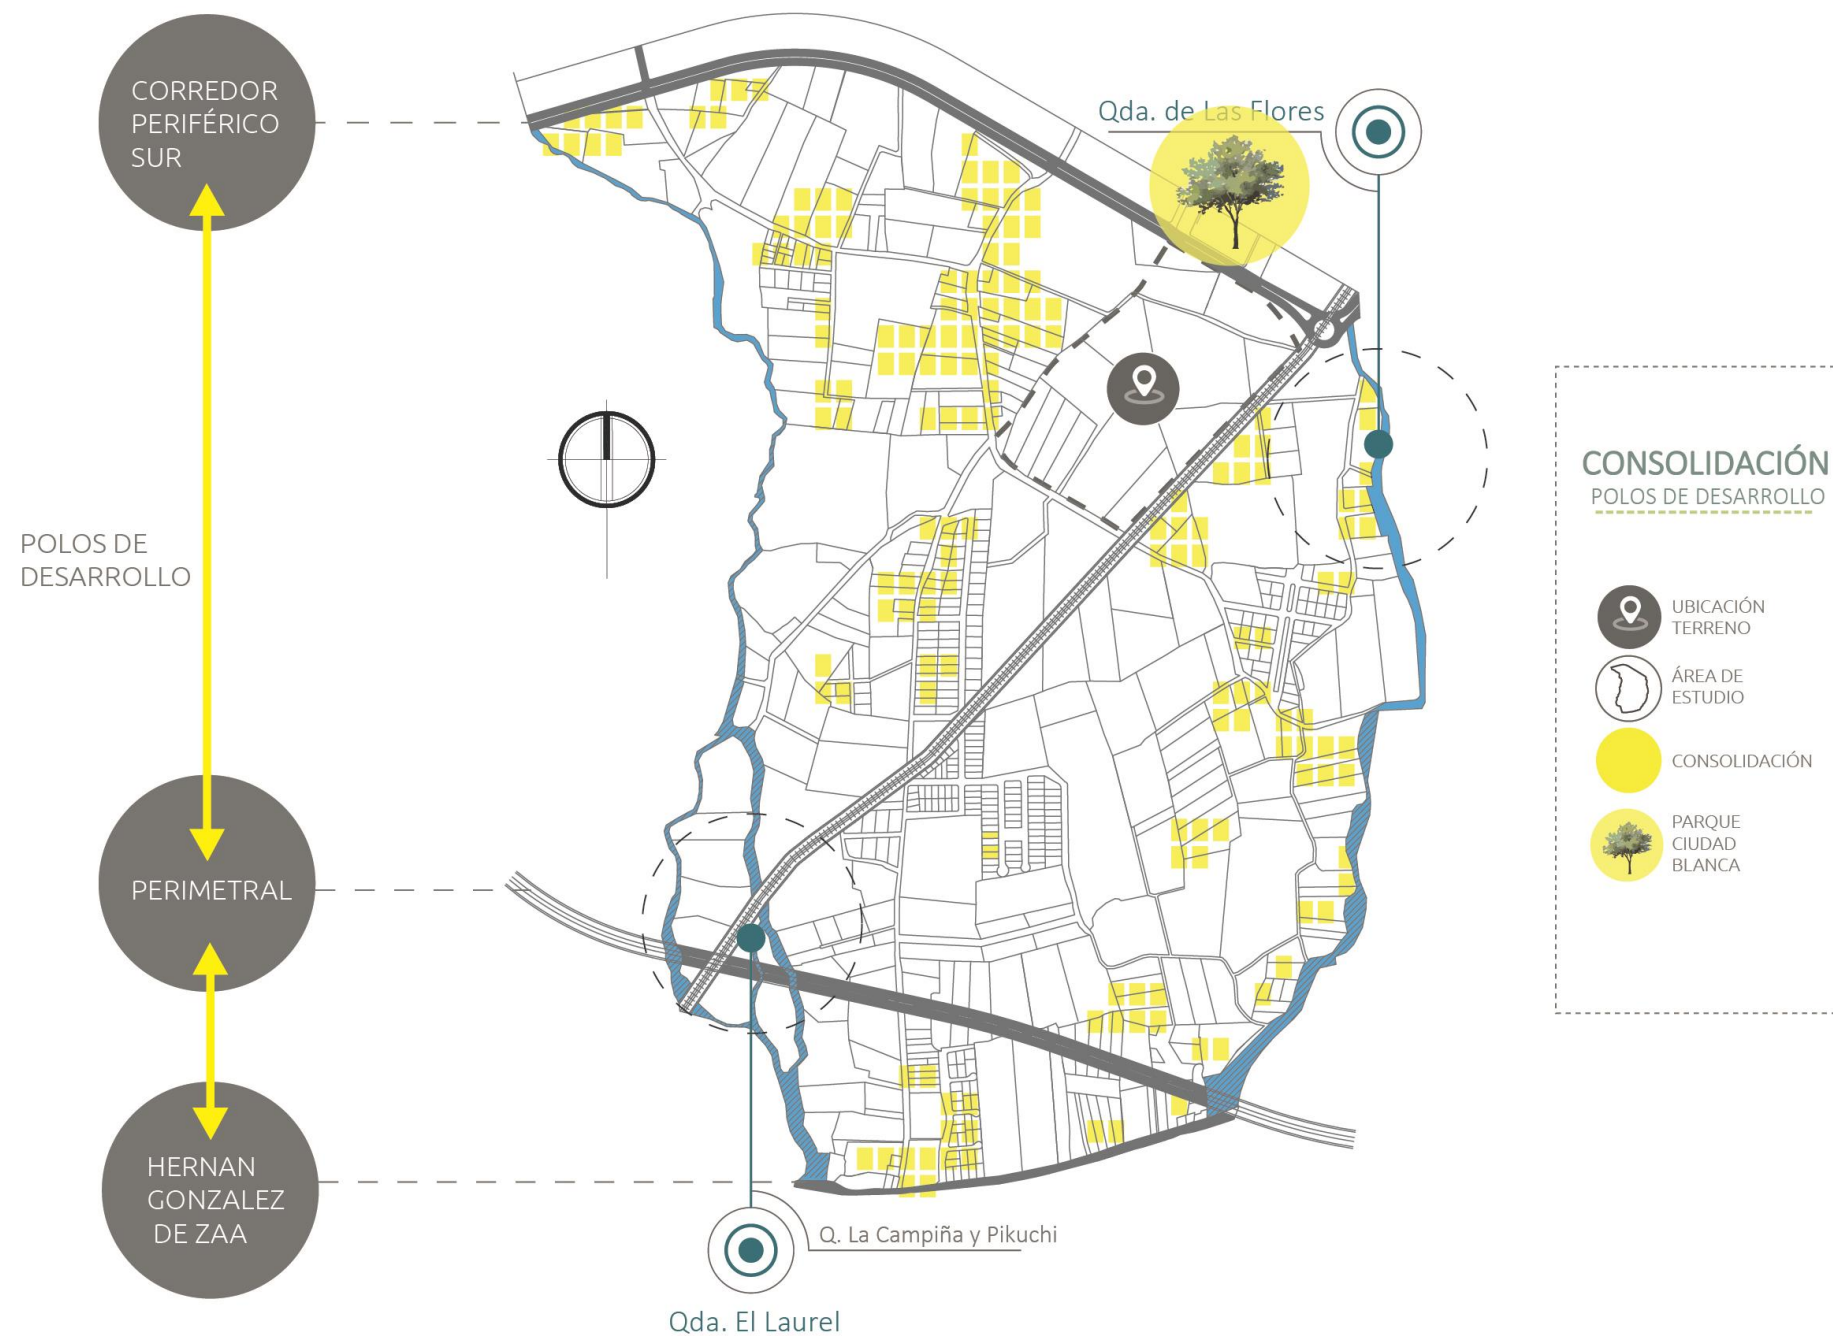 CORREDOR
PERIFÉRICO
SUR
Qda. de Las Flores
POLOS DE
DESARROLLO
CONSOLIDACIÓN
POLOS DE DESARROLLO
UBICACIÓN
TERRENO
ÁREA DE
ESTUDIO
CONSOLIDACIÓN
PARQUE
CIUDAD
BLANCA
PERIMETRAL
HERNAN
GONZALEZ
DE ZAA
Q. La Campiña y Pikuchi
Qda. El Laurel